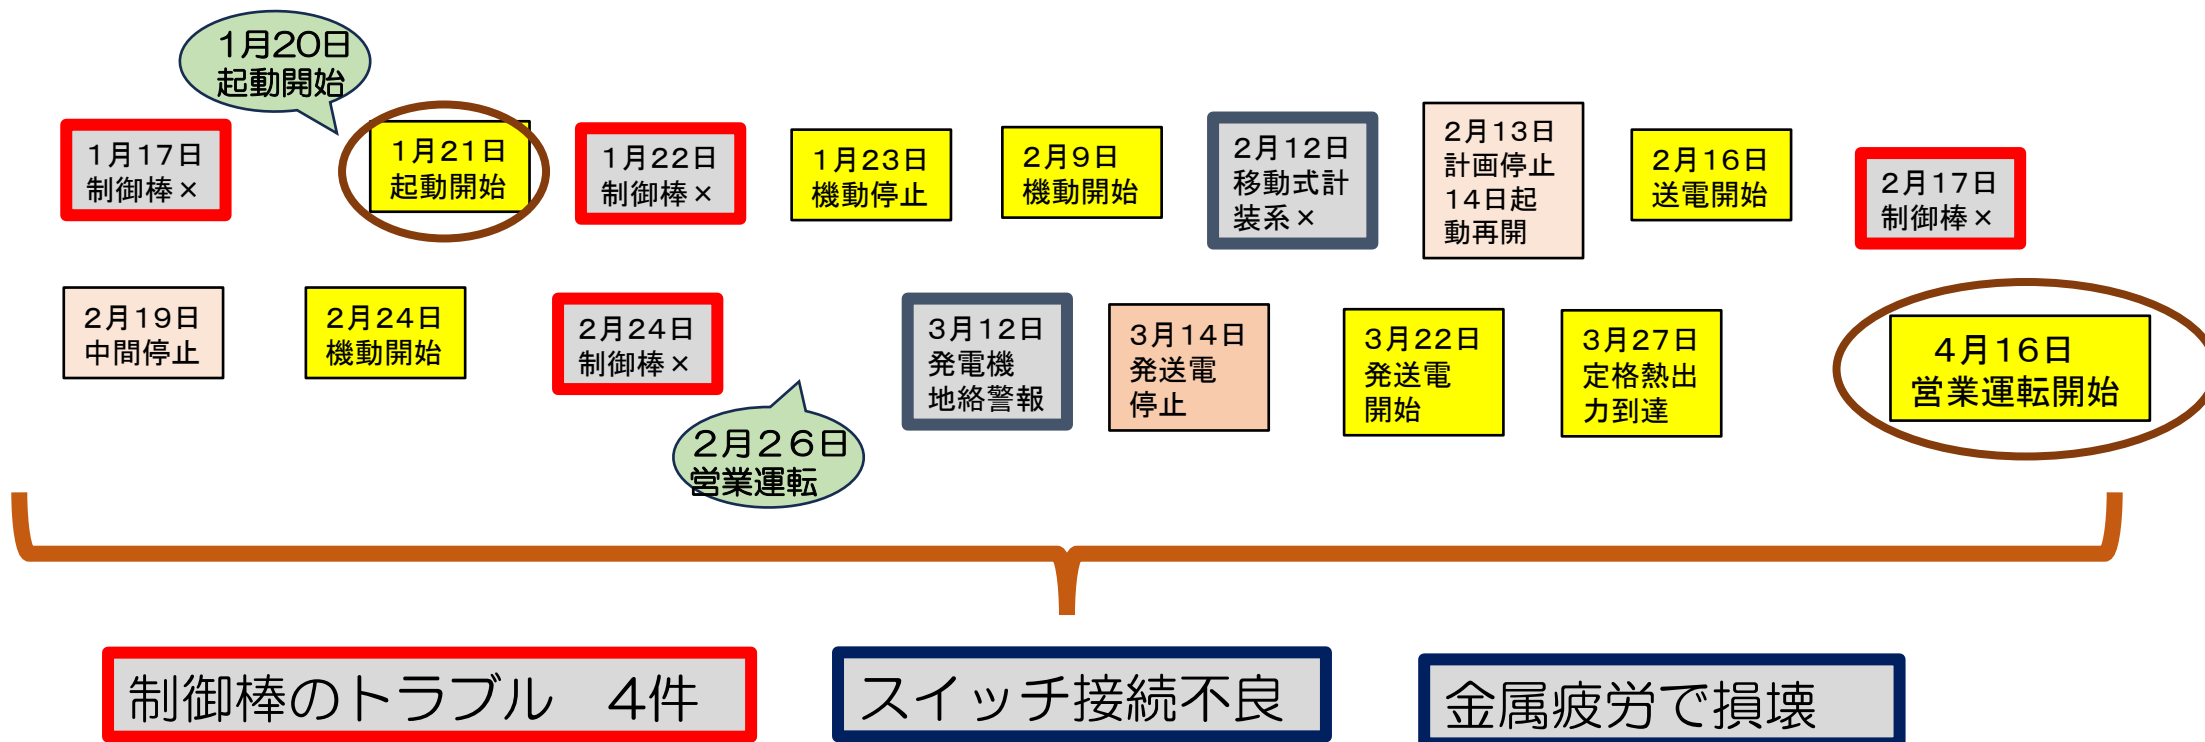 1月20日
起動開始
1月17日
制御棒×
1月21日
起動開始
1月22日
制御棒×
1月23日
機動停止
2月9日
機動開始
2月12日
移動式計
装系×
2月13日
計画停止
14日起
動再開
2月16日
送電開始
2月17日
制御棒×
2月19日
中間停止
2月24日
機動開始
2月24日
制御棒×
2月26日
営業運転
3月12日
発電機
地絡警報
3月14日
発送電
停止
3月22日
発送電
開始
3月27日
定格熱出
力到達
4月16日
営業運転開始
制御棒のトラブル　4件
スイッチ接続不良
金属疲労で損壊